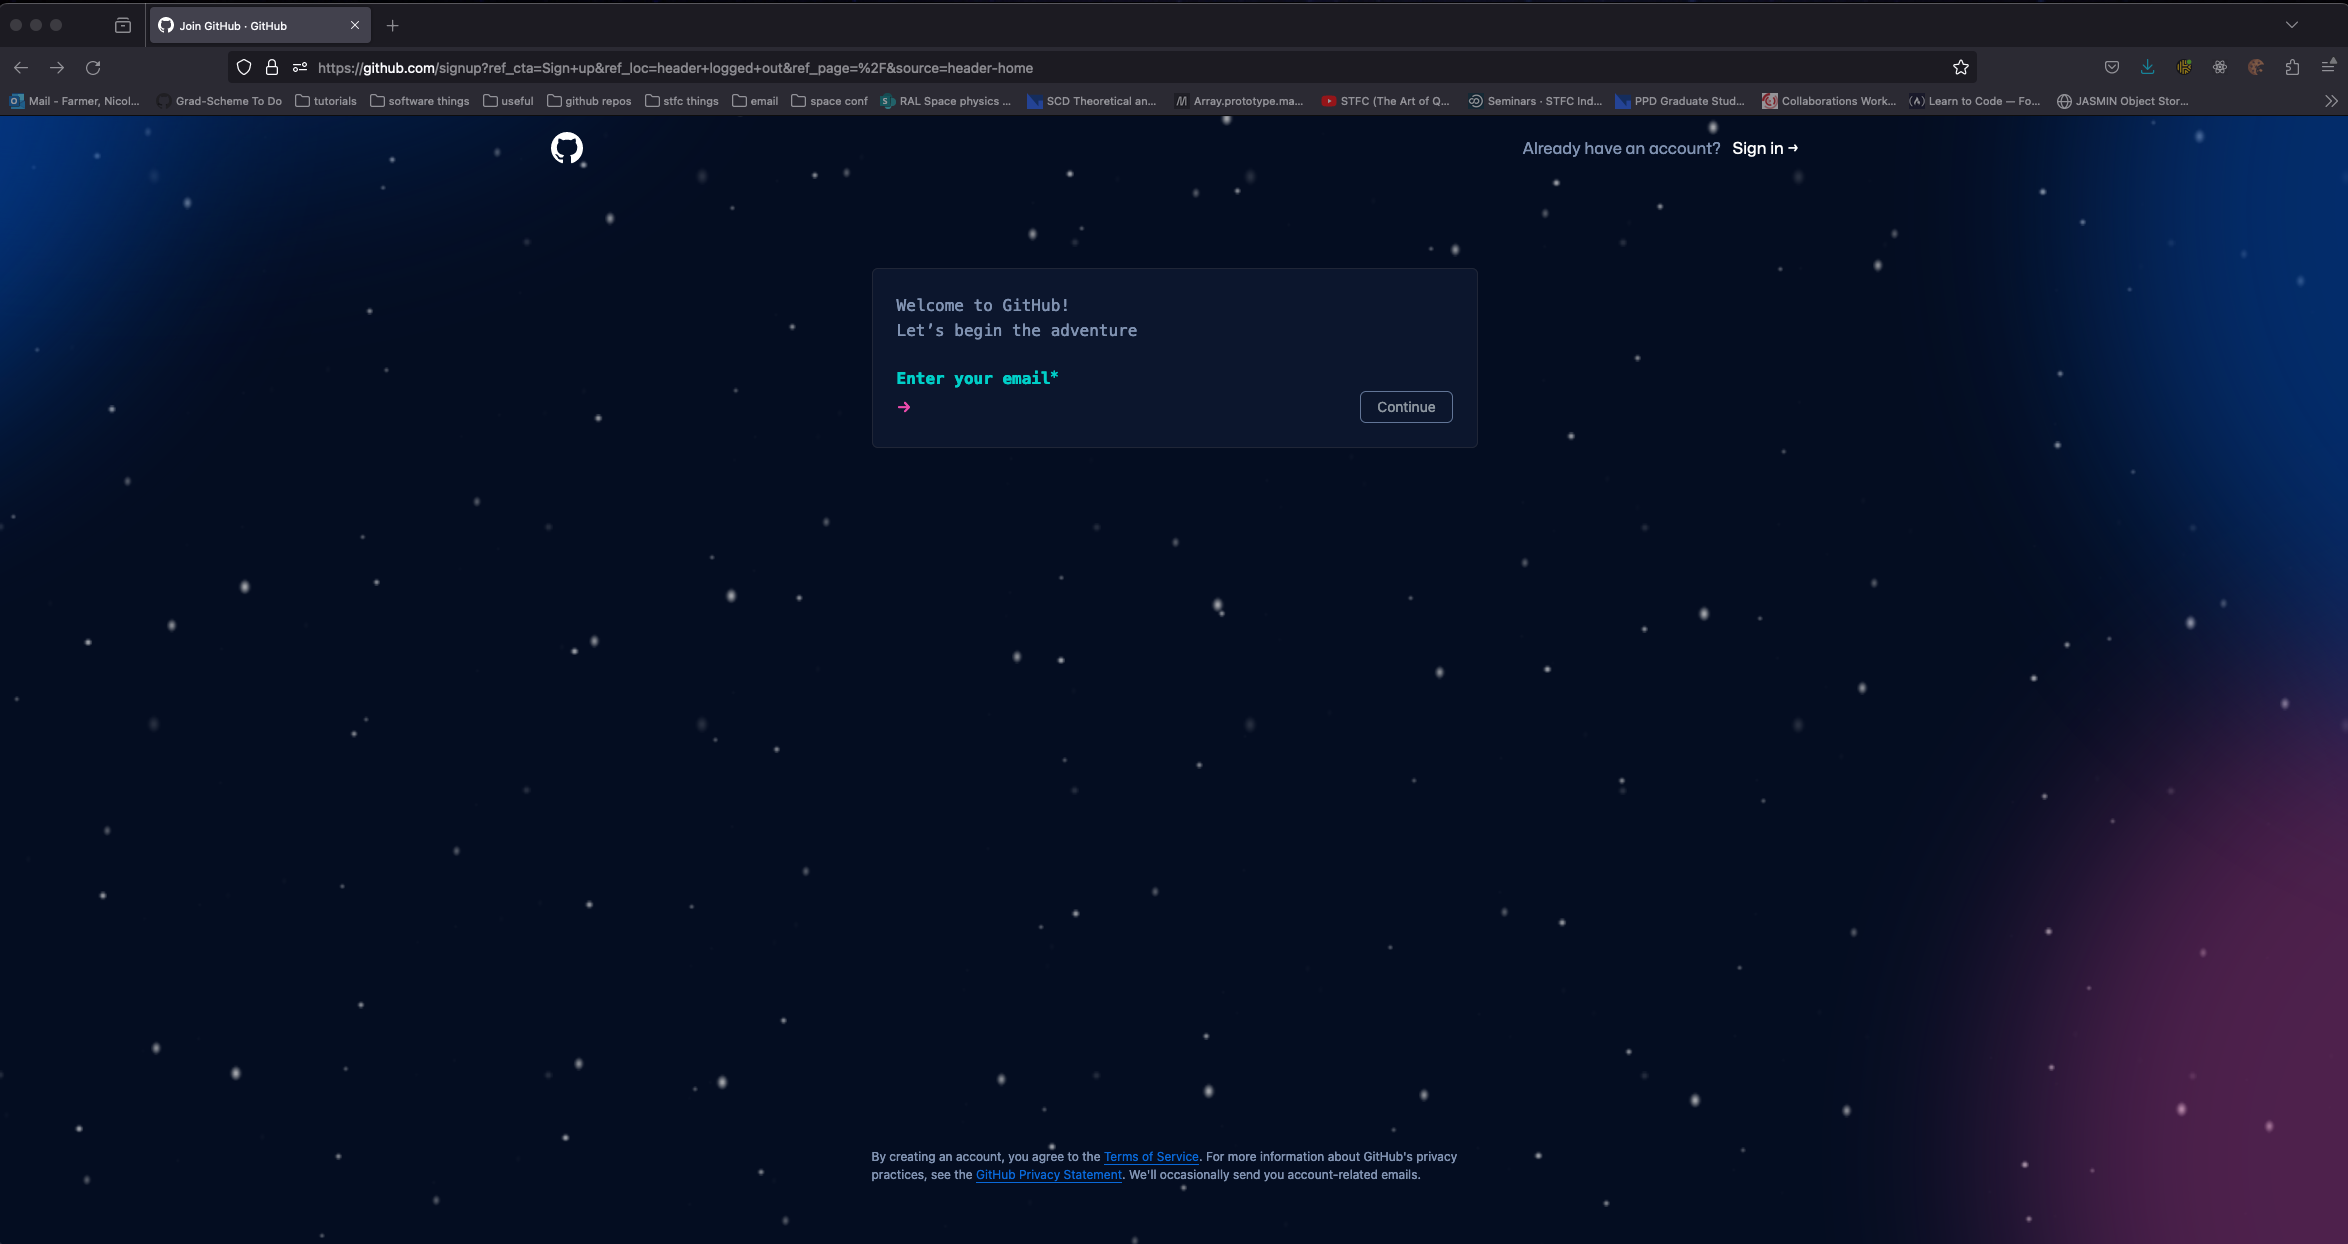 Join GitHub · GitHub
https://github.com/signup?ref_cta=Sign+up&ref_loc=header+logged+out&ref_page=%2F&source=header-home
Mail - Farmer, Nicol... Grad-Scheme To Do tutorials software things useful github repos stfc things email space conf RAL Space physics ... SCD Theoretical an... Array.prototype.ma... STFC (The Art of Q... Seminars · STFC Ind... PPD Graduate Stud... Collaborations Work... Learn to Code — Fo... JASMIN Object Stor...
Already have an account? Sign in →
Welcome to GitHub!
Let’s begin the adventure
Enter your email*
→ Continue
By creating an account, you agree to the Terms of Service. For more information about GitHub's privacy
practices, see the GitHub Privacy Statement. We'll occasionally send you account-related emails.